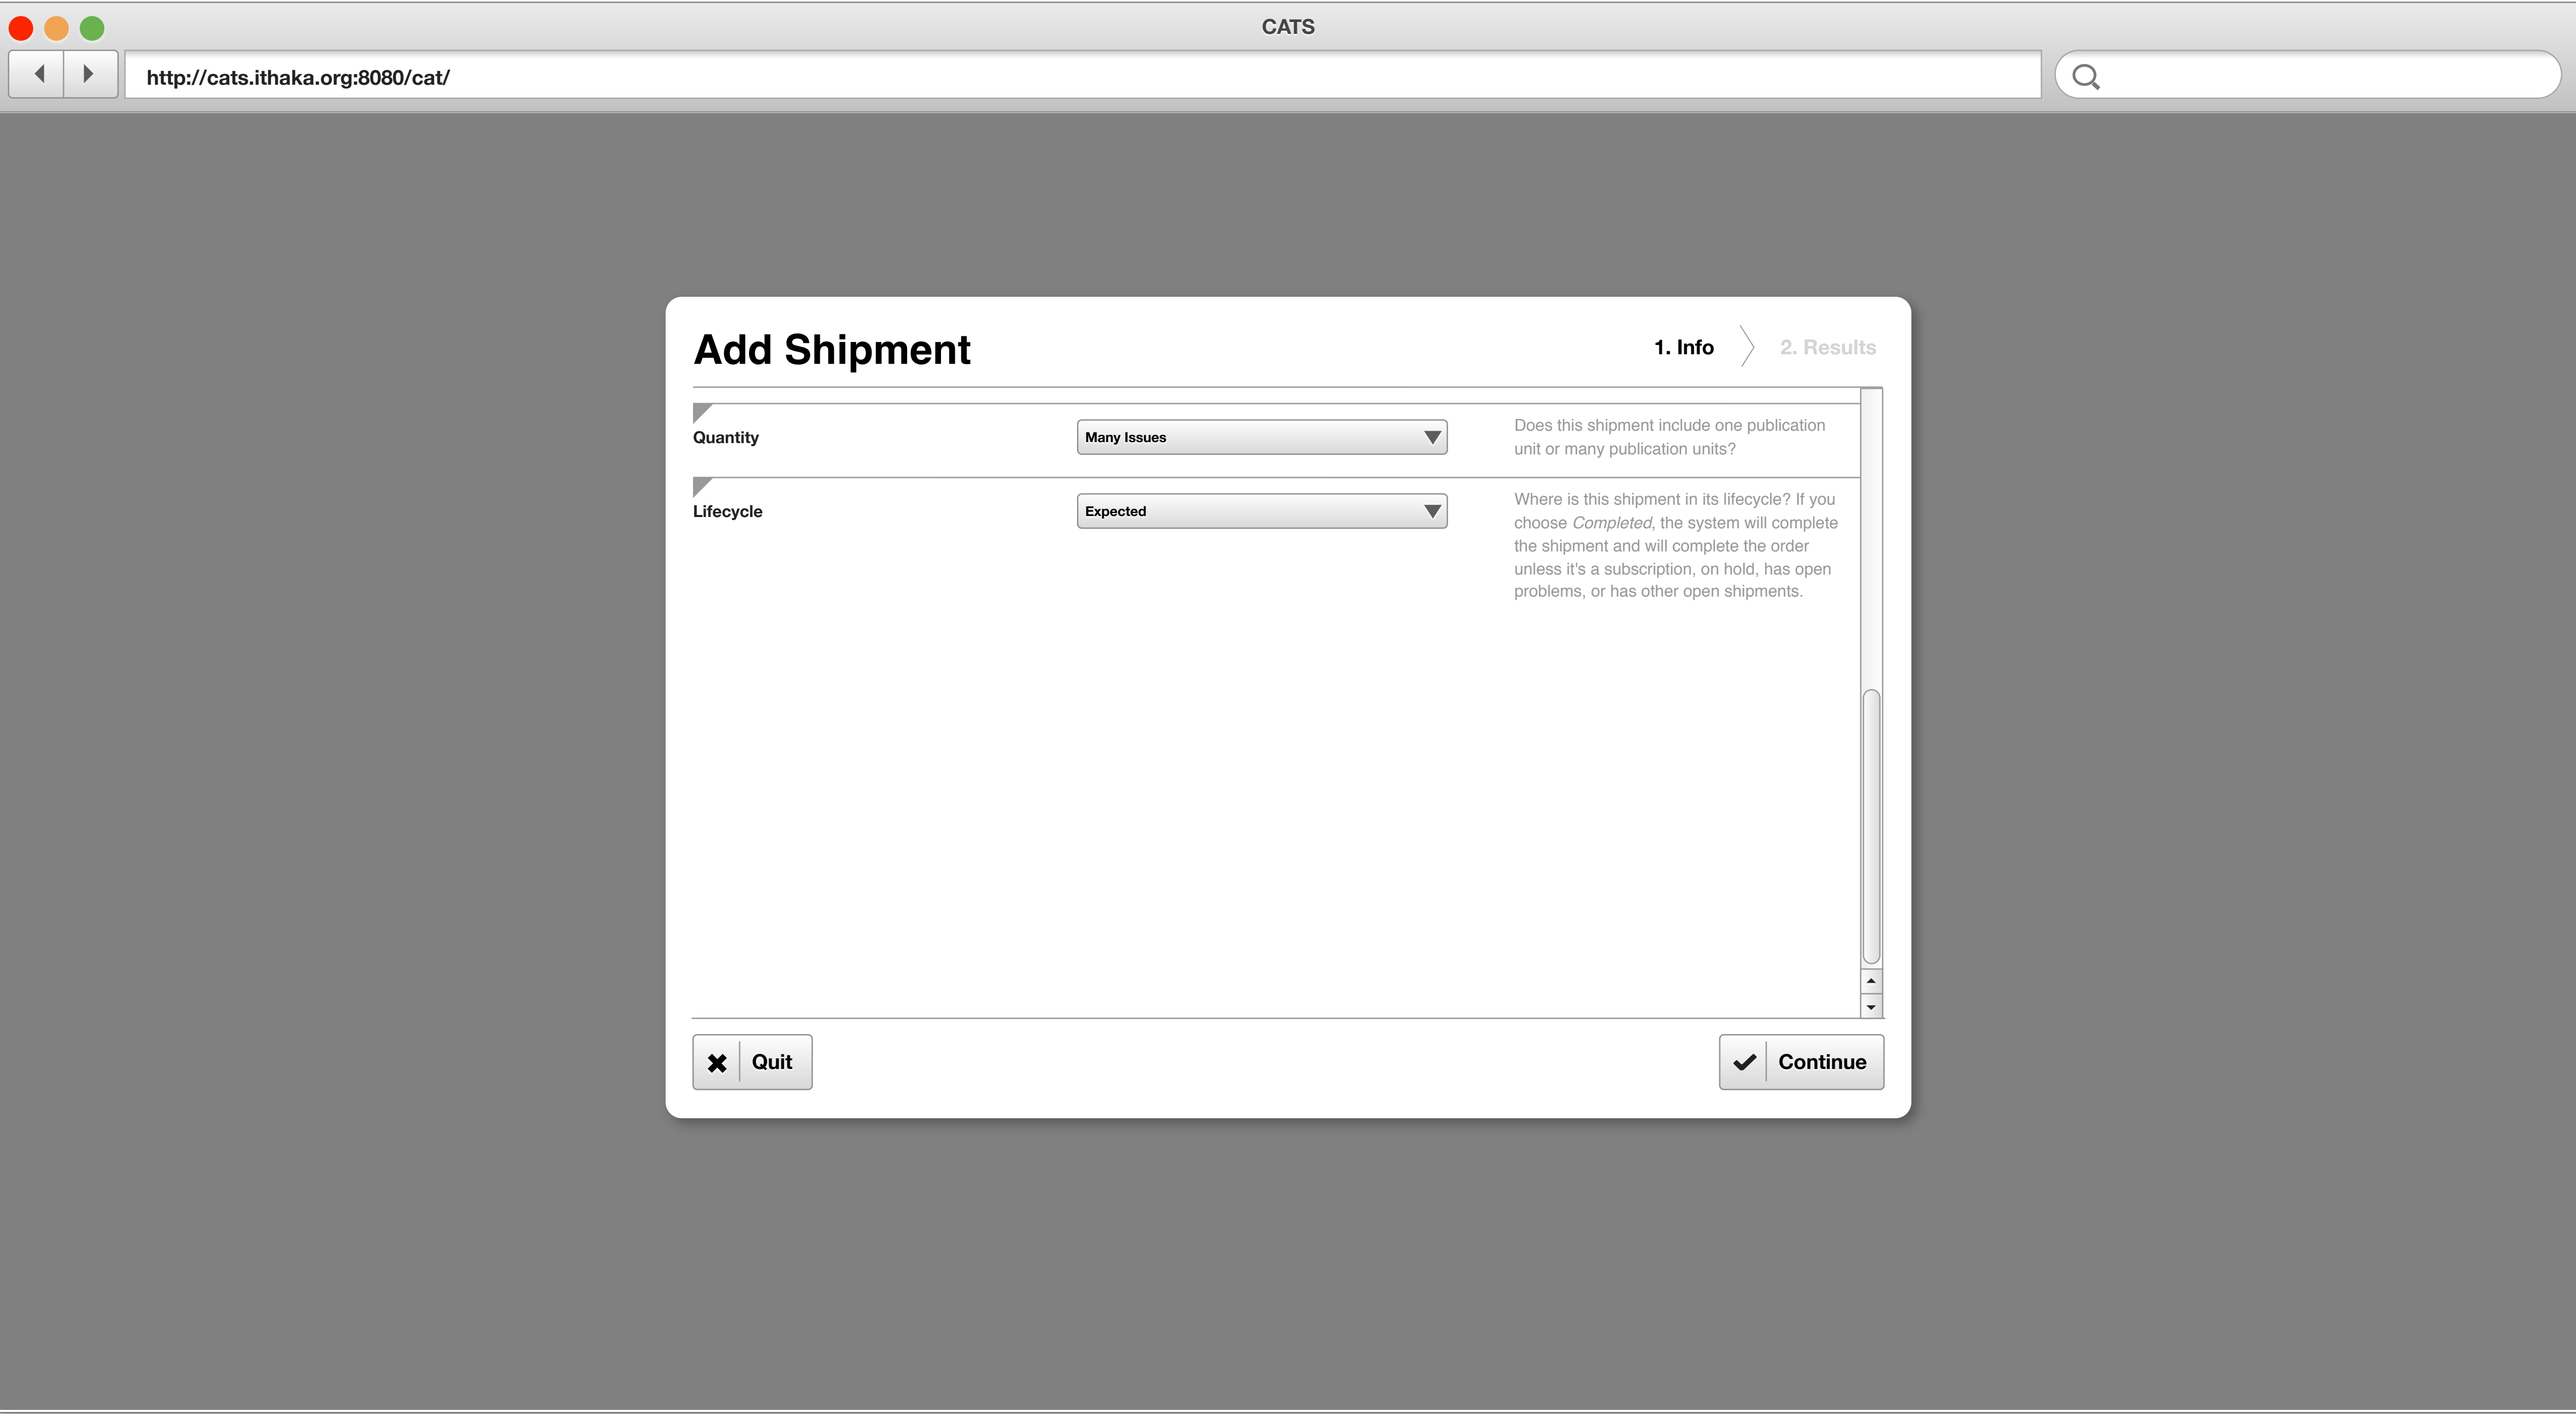 CATS
http://cats.ithaka.org:8080/cat/
Add Shipment
1. Info
2. Results
Quantity
Many Issues
Does this shipment include one publication
unit or many publication units?
Lifecycle
Expected
Where is this shipment in its lifecycle? If you
choose Completed, the system will complete
the shipment and will complete the order
unless it's a subscription, on hold, has open
problems, or has other open shipments.
Quit
Continue